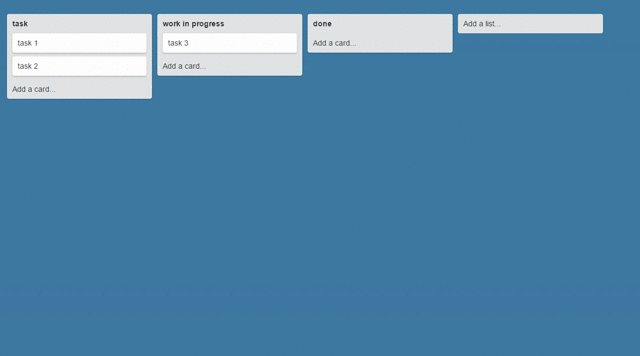 task
task 1
task 2
Add a card...
work in progress
task 3
Add a card...
done
Add a card...
Add a list...